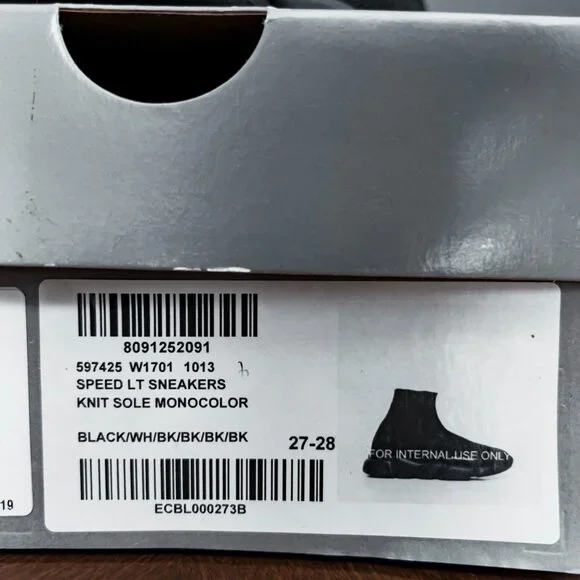 8091252091
597425 W1701 1013
SPEED LT SNEAKERS
KNIT SOLE MONOCOLOR
BLACK/WH/BK/BK/BK/BK
27-28
FOR INTERNAL USE ONLY
ECBL000273B
19